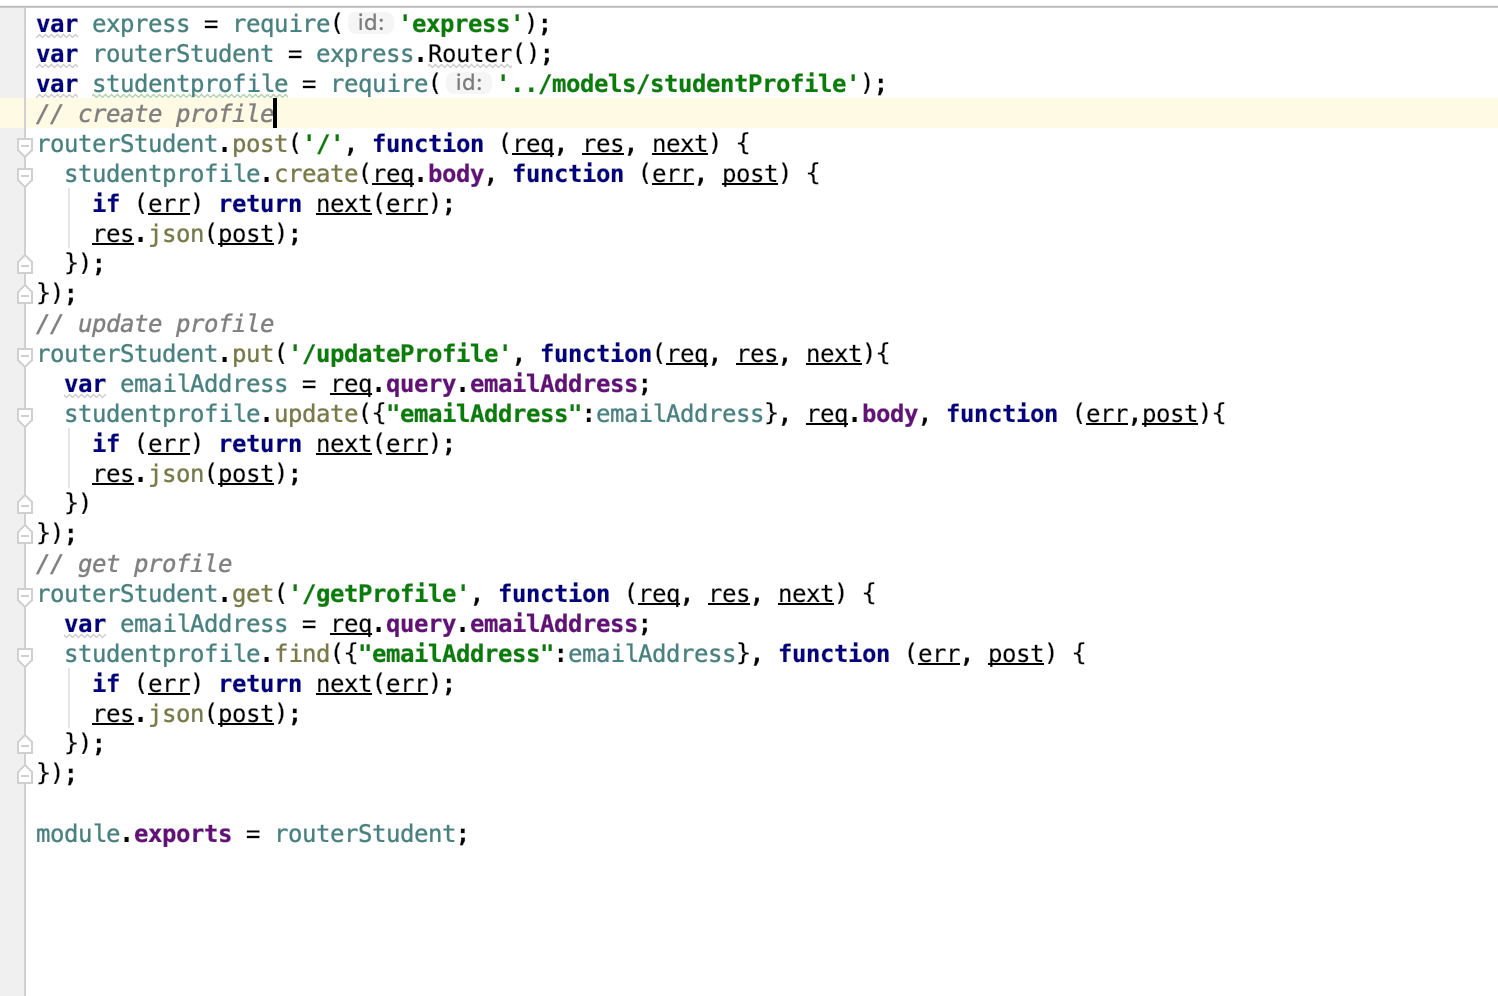 var express = require( id: 'express');
var routerStudent = express.Router();
var studentprofile = require( id: '../models/studentProfile');
// create profile
routerStudent.post('/', function (req, res, next) {
  studentprofile.create(req.body, function (err, post) {
    if (err) return next(err);
    res.json(post);
  });
});
// update profile
routerStudent.put('/updateProfile', function(req, res, next){
  var emailAddress = req.query.emailAddress;
  studentprofile.update({"emailAddress":emailAddress}, req.body, function (err,post){
    if (err) return next(err);
    res.json(post);
  })
});
// get profile
routerStudent.get('/getProfile', function (req, res, next) {
  var emailAddress = req.query.emailAddress;
  studentprofile.find({"emailAddress":emailAddress}, function (err, post) {
    if (err) return next(err);
    res.json(post);
  });
});

module.exports = routerStudent;